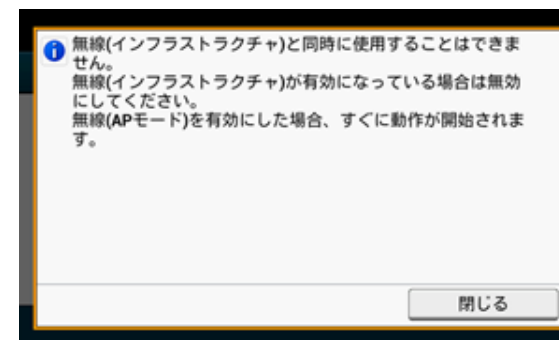 無線(インフラストラクチャ)と同時に使用することはできま
せん。
無線(インフラストラクチャ)が有効になっている場合は無効
にしてください。
無線(APモード)を有効にした場合、すぐに動作が開始されま
す。
閉じる